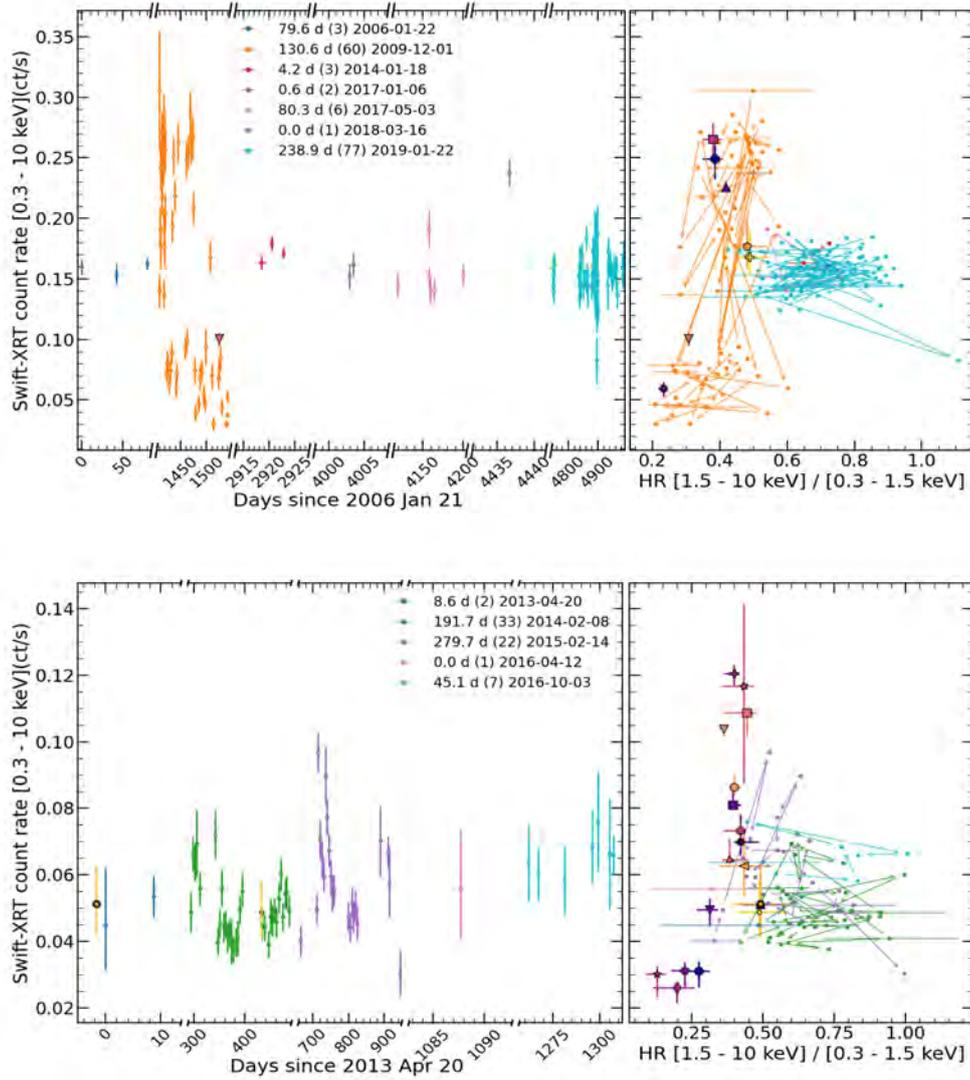 79.6 d (3) 2006-01-22
130.6 d (60) 2009-12-01
4.2 d (3) 2014-01-18
0.6 d (2) 2017-01-06
80.3 d (6) 2017-05-03
0.0 d (1) 2018-03-16
238.9 d (77) 2019-01-22
Swift-XRT count rate [0.3 - 10 keV](ct/s)
0.35
0.30
0.25
0.20
0.15
0.10
0.05
0 50 1450 1500 2915 2920 2925 4000 4005 4150 4200 4435 4440 4800 4900
Days since 2006 Jan 21
0.2 0.4 0.6 0.8 1.0
HR [1.5 - 10 keV] / [0.3 - 1.5 keV]
8.6 d (2) 2013-04-20
191.7 d (33) 2014-02-08
279.7 d (22) 2015-02-14
0.0 d (1) 2016-04-12
45.1 d (7) 2016-10-03
Swift-XRT count rate [0.3 - 10 keV](ct/s)
0.14
0.12
0.10
0.08
0.06
0.04
0.02
0 10 300 400 700 800 900 1085 1090 1275 1300
Days since 2013 Apr 20
0.25 0.50 0.75 1.00
HR [1.5 - 10 keV] / [0.3 - 1.5 keV]